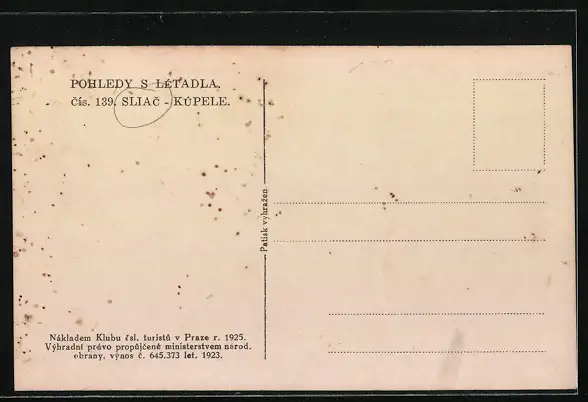 POHLEDY S LETADLA.
Čís. 139. SLIAČ - KÚPELE.
Patisk vyhražen
Nákladem Klubu čsl. turistů v Praze r. 1925.
Výhradní právo propůjčené ministerstvem národ.
obrany, výnos č. 645.373 let. 1923.